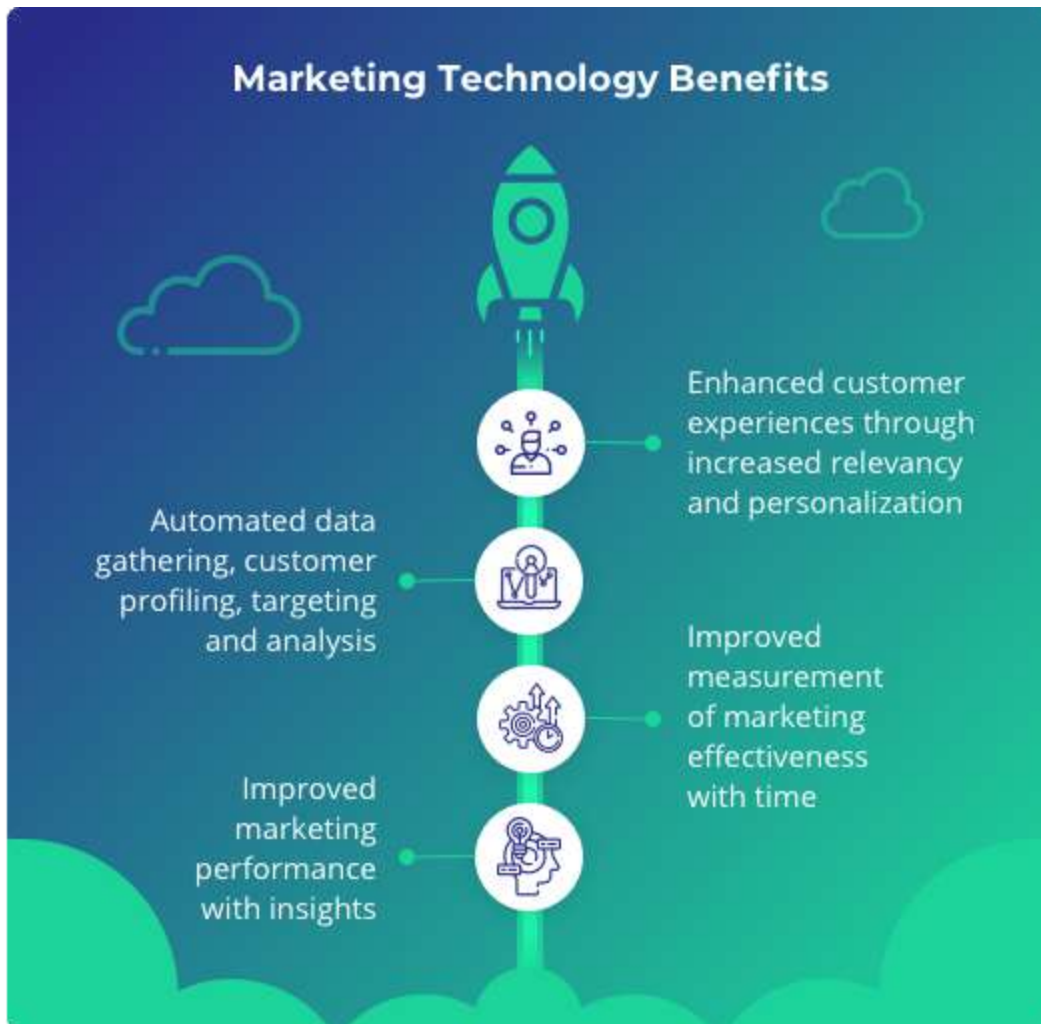 Marketing Technology Benefits
Enhanced customer
experiences through
increased relevancy
and personalization
Automated data
gathering, customer
profiling, targeting
and analysis
Improved
measurement
of marketing
effectiveness
with time
Improved
marketing
performance
with insights